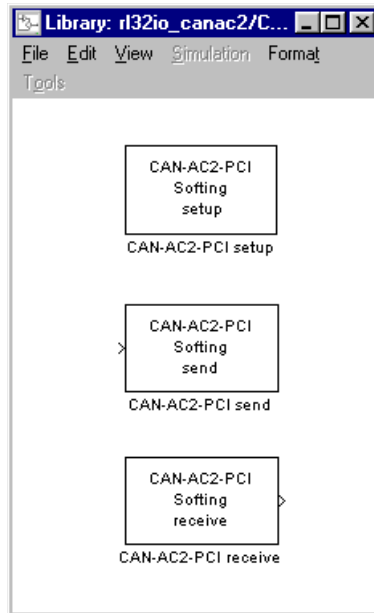 Library: rl32io_canac2/C...
File Edit View Simulation Format
Tools
CAN-AC2-PCI
Softing
setup
CAN-AC2-PCI setup
CAN-AC2-PCI
Softing
send
CAN-AC2-PCI send
CAN-AC2-PCI
Softing
receive
CAN-AC2-PCI receive